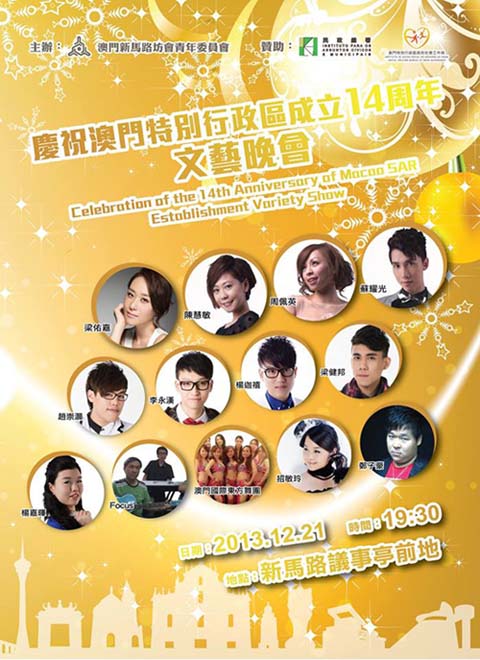 主辦：澳門新馬路坊會青年委員會 贊助：民政總署
INSTITUTO PARA OS
ASSUNTOS CÍVICOS
E MUNICIPAIS
慶祝澳門特別行政區成立14周年
文藝晚會
Celebration of the 14th Anniversary of Macao SAR
Establishment Variety Show
梁佑嘉 陳慧敏 周佩英 蘇耀光
趙崇灝 李永漢 楊伽禧 梁健邦
楊嘉暉 Focus 澳門國際東方舞團 招敏玲 鄭子豪
日期：2013.12.21 時間：19:30
地點：新馬路議事亭前地